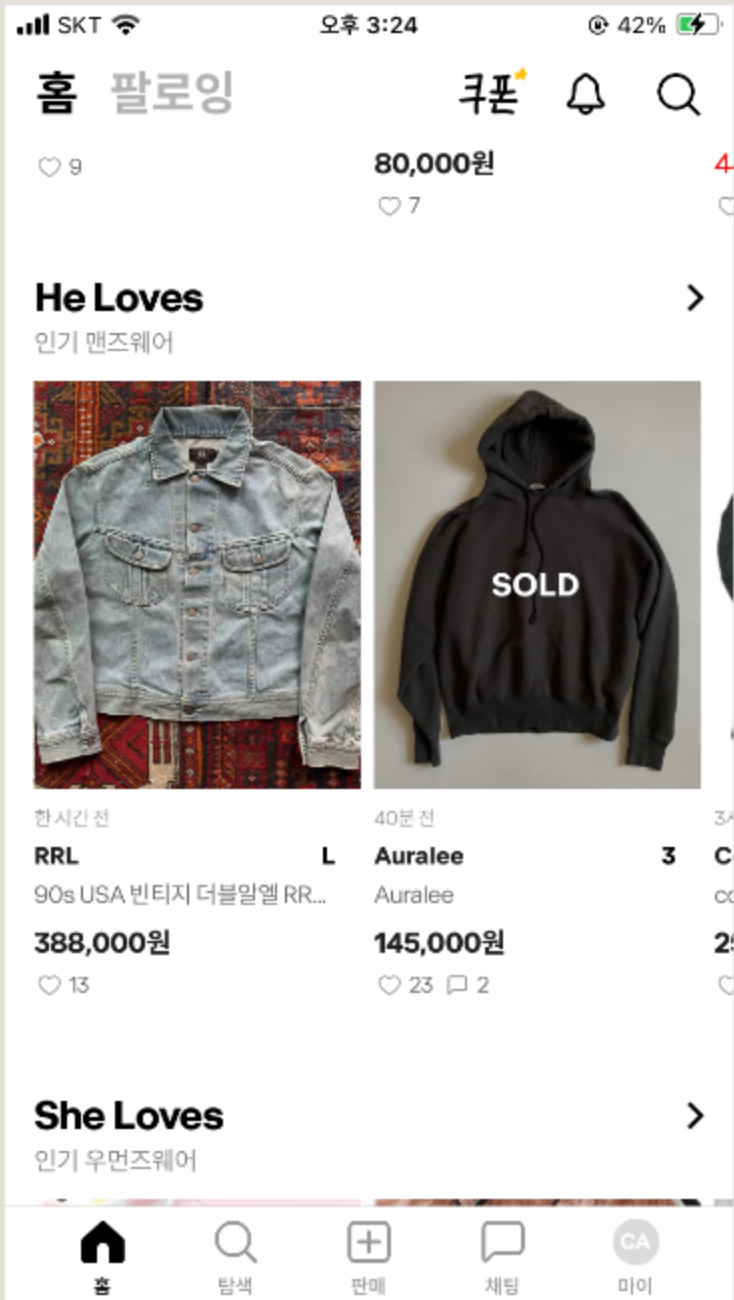 SKT 오후 3:24 42%
홈 팔로잉 쿠폰
9 80,000원
7
He Loves
인기 맨즈웨어
SOLD
한 시간 전 40분 전
RRL L Auralee 3
90s USA 빈티지 더블알엘 RR... Auralee
388,000원 145,000원
13 23 2
She Loves
인기 우먼즈웨어
CA
홈 탐색 판매 채팅 마이